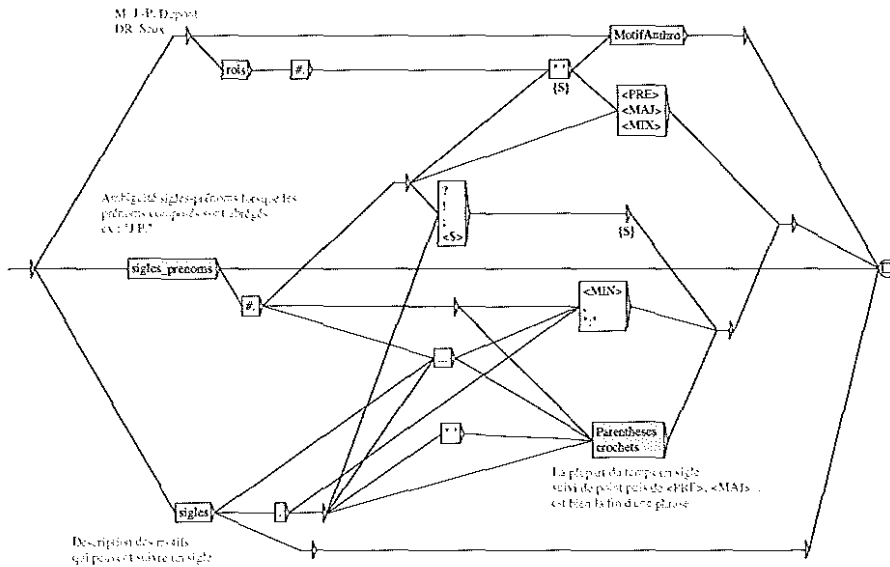 M. J.-P. Dupont
DR. Seux
MotifAnthro
rois
#.
" "
{S}
<PRE>
<MAJ>
<MIX>
?
!
:
<S>
{S}
Ambiguïté sigles-prénoms lorsque les
prénoms composés sont abrégés
ex : "J.P."
sigles_prenoms
#.
<MIN>
...
" "
Parentheses
crochets
La plupart du temps un sigle
suivi de point puis de <PRE>, <MAJ>...
est bien la fin d'une phrase
sigles
.
Description des motifs
qui peuvent suivre un sigle